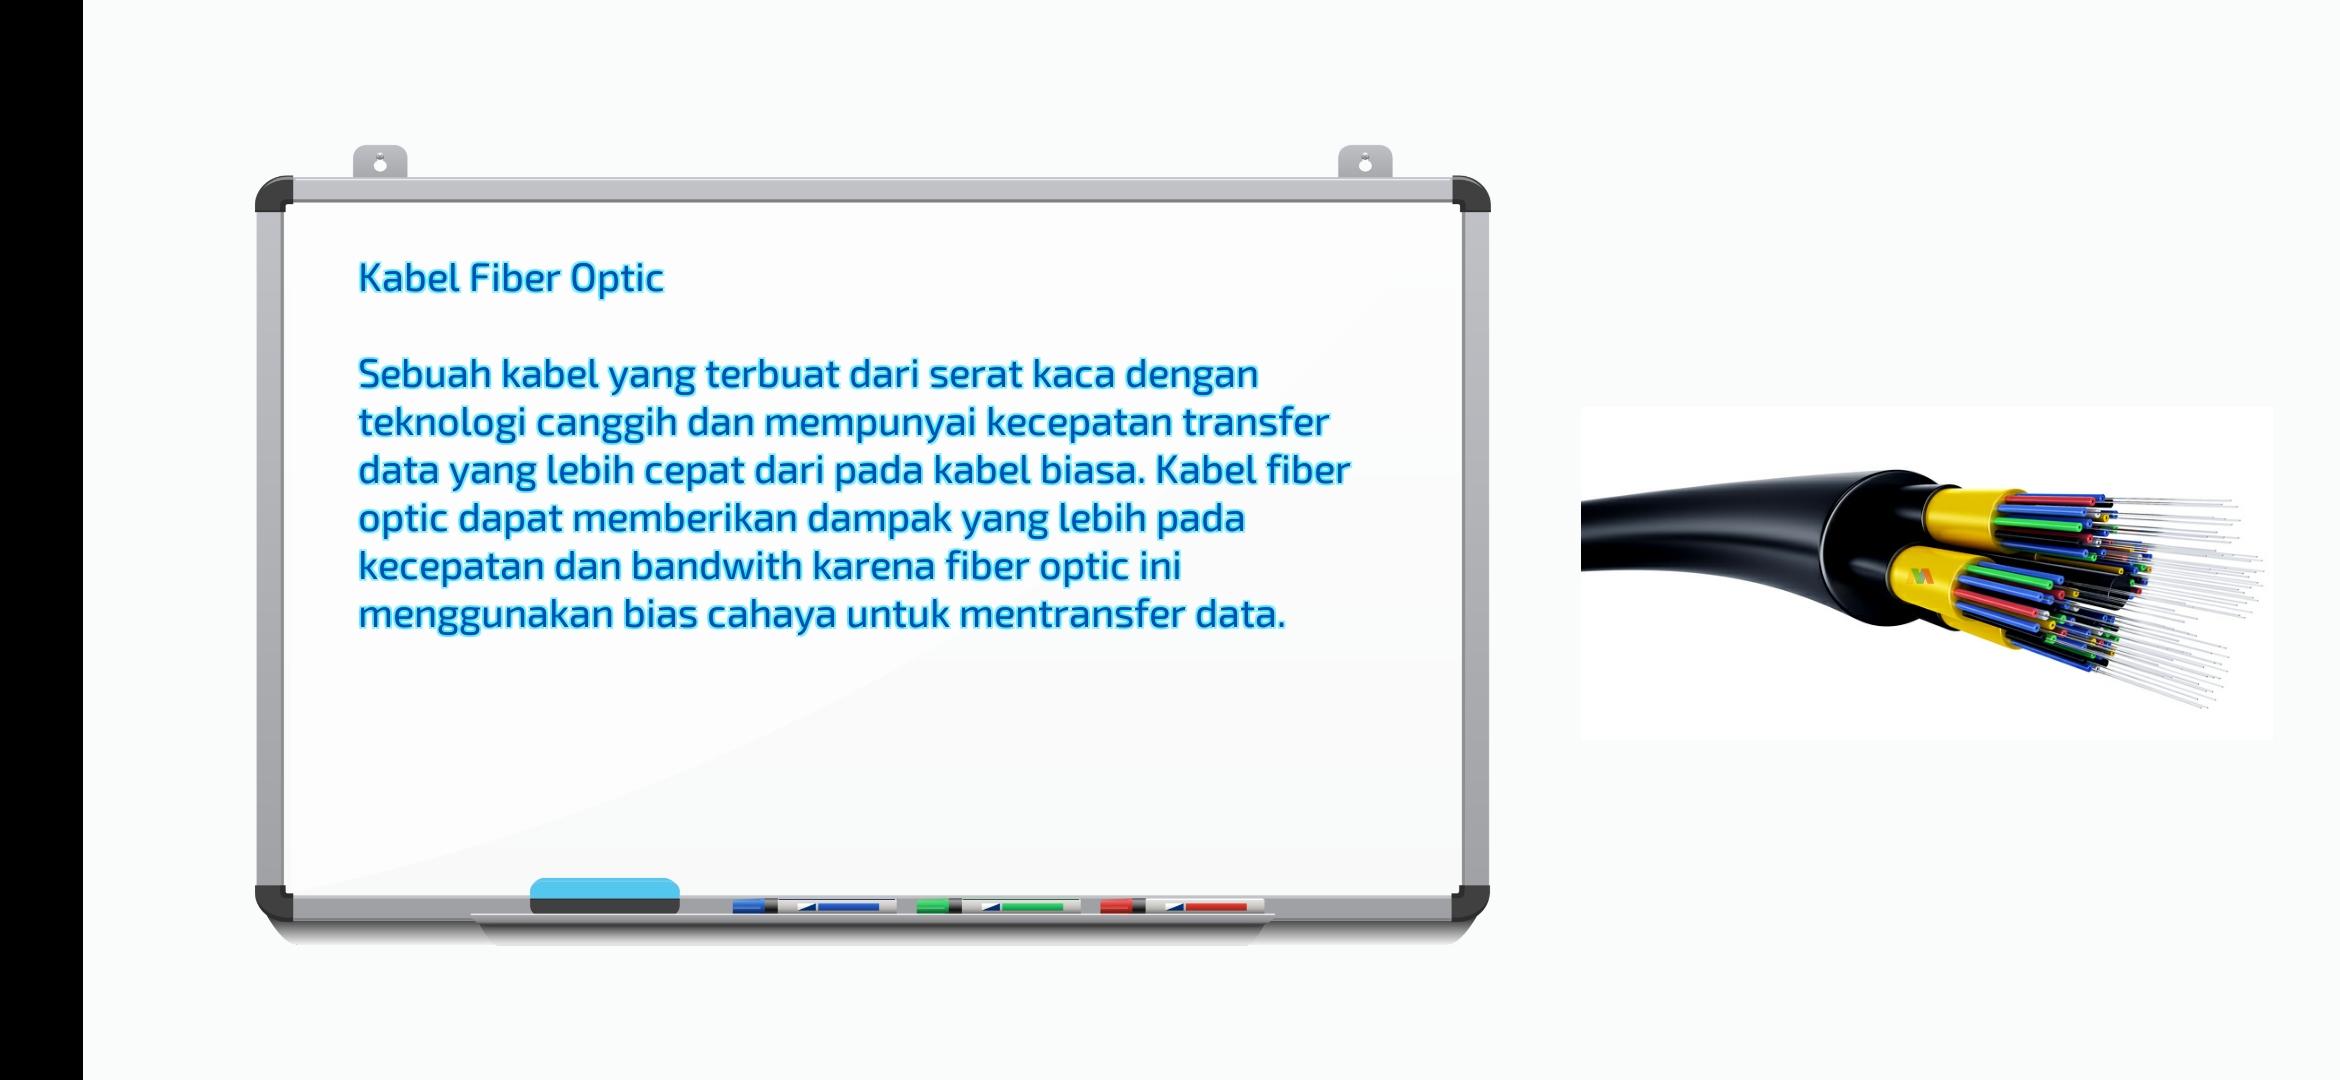 Kabel Fiber Optic
Sebuah kabel yang terbuat dari serat kaca dengan
teknologi canggih dan mempunyai kecepatan transfer
data yang lebih cepat dari pada kabel biasa. Kabel fiber
optic dapat memberikan dampak yang lebih pada
kecepatan dan bandwith karena fiber optic ini
menggunakan bias cahaya untuk mentransfer data.